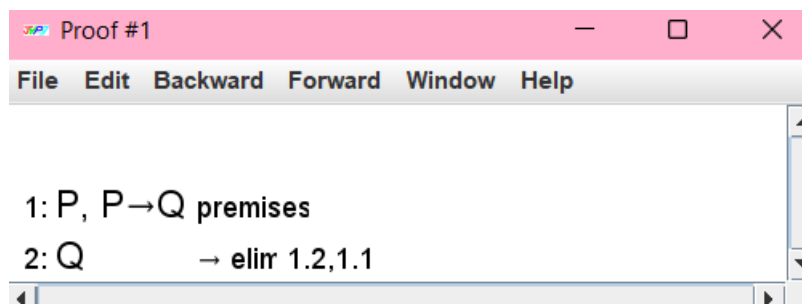 Proof #1
File Edit Backward Forward Window Help
1: P, P→Q premises
2: Q → elim 1.2,1.1